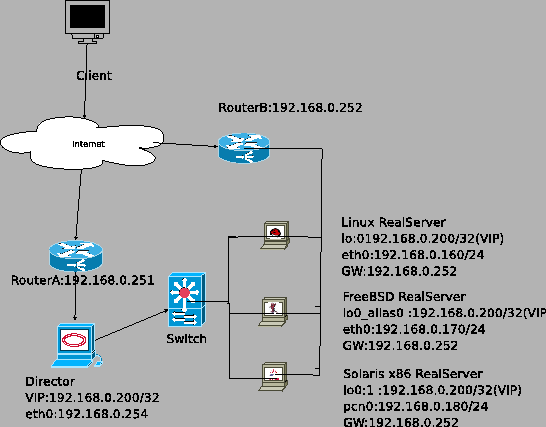 Client
RouterB:192.168.0.252
Internet
Linux RealServer
lo:0192.168.0.200/32(VIP)
eth0:192.168.0.160/24
GW:192.168.0.252
RouterA:192.168.0.251
FreeBSD RealServer
lo0_alias0 :192.168.0.200/32(VIP
eth0:192.168.0.170/24
GW:192.168.0.252
Switch
Solaris x86 RealServer
lo0:1 :192.168.0.200/32(VIP)
pcn0:192.168.0.180/24
GW:192.168.0.252
Director
VIP:192.168.0.200/32
eth0:192.168.0.254